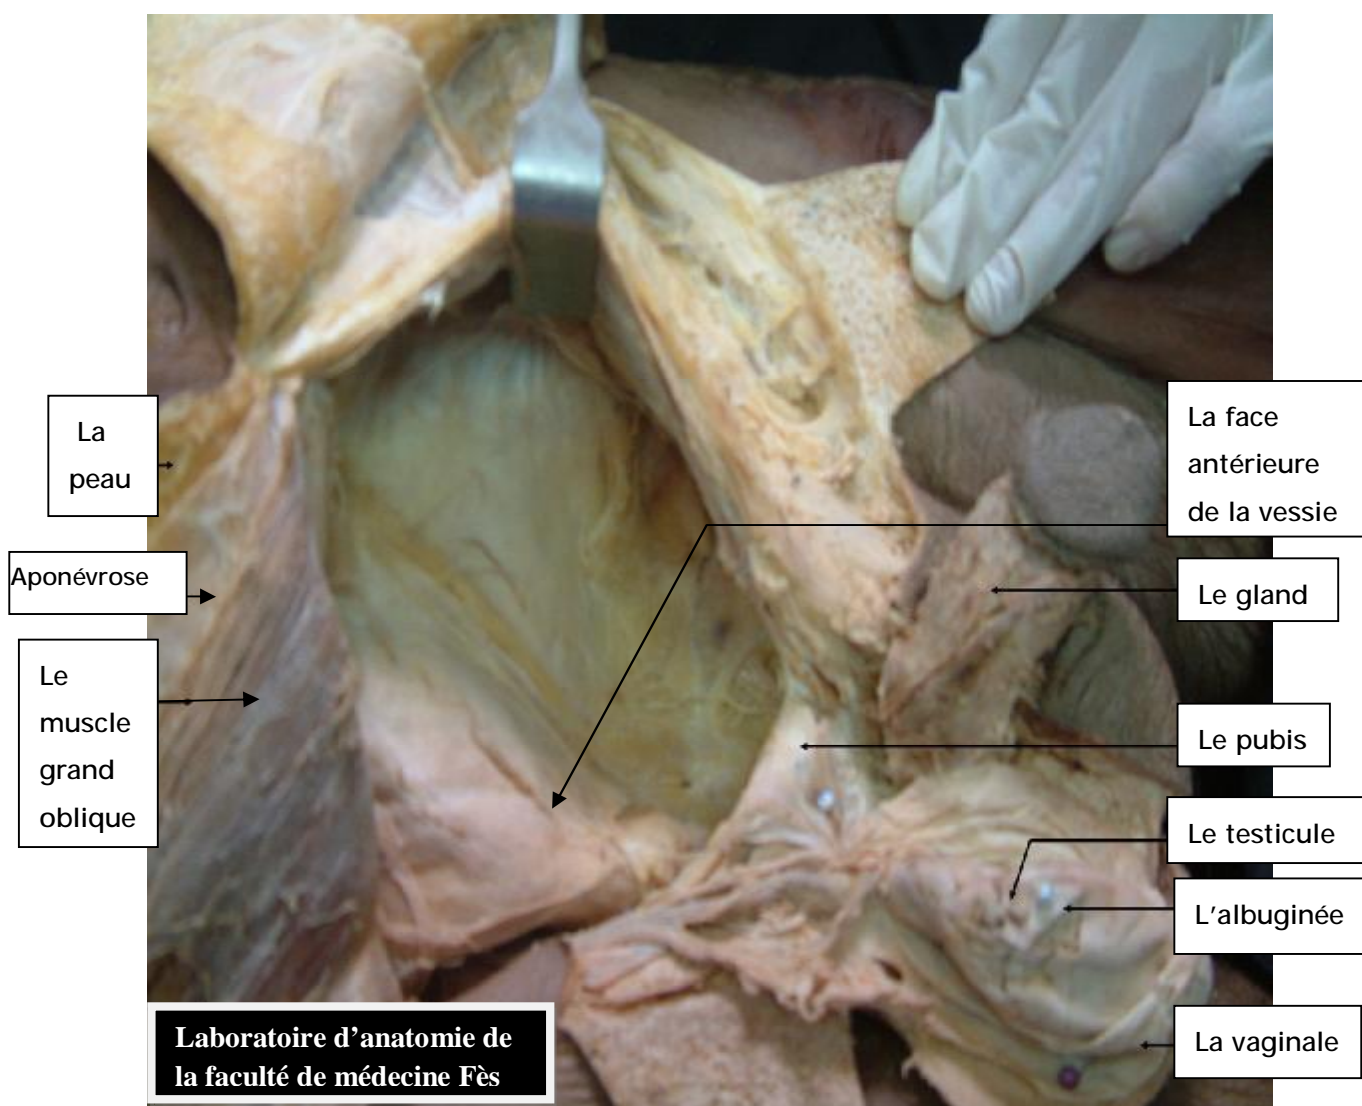 La
peau
Aponévrose
Le
muscle
grand
oblique
La face
antérieure
de la vessie
Le gland
Le pubis
Le testicule
L'albuginée
La vaginale
Laboratoire d'anatomie de
la faculté de médecine Fès